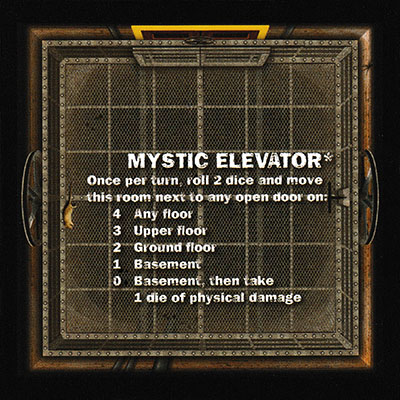 MYSTIC ELEVATOR*
Once per turn, roll 2 dice and move
this room next to any open door on:
4 Any floor
3 Upper floor
2 Ground floor
1 Basement
0 Basement, then take
1 die of physical damage